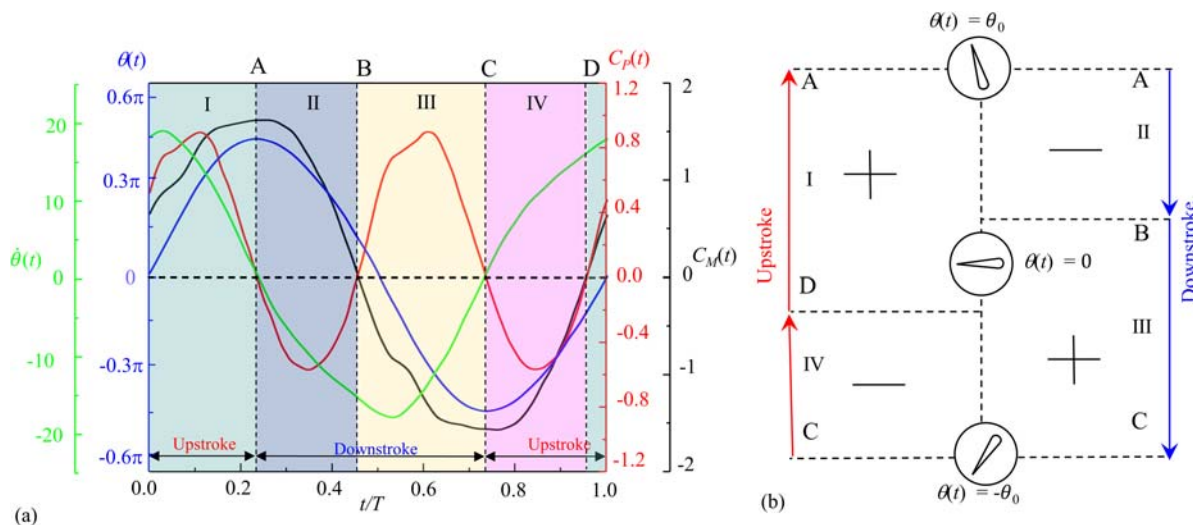 θ(t)
A
B
C
C_P(t)
D
0.6π
0.3π
0
-0.3π
-0.6π
20
10
0
-10
-20
θ̇(t)
I
II
III
IV
1.2
0.8
0.4
0.0
-0.4
-0.8
-1.2
2
1
0
-1
-2
C_M(t)
Upstroke
Downstroke
Upstroke
0.0
0.2
0.4
0.6
0.8
1.0
t/T
(a)
θ(t) = θ₀
A
A
I
+
II
−
Upstroke
Downstroke
B
θ(t) = 0
D
IV
−
III
+
C
C
θ(t) = -θ₀
(b)